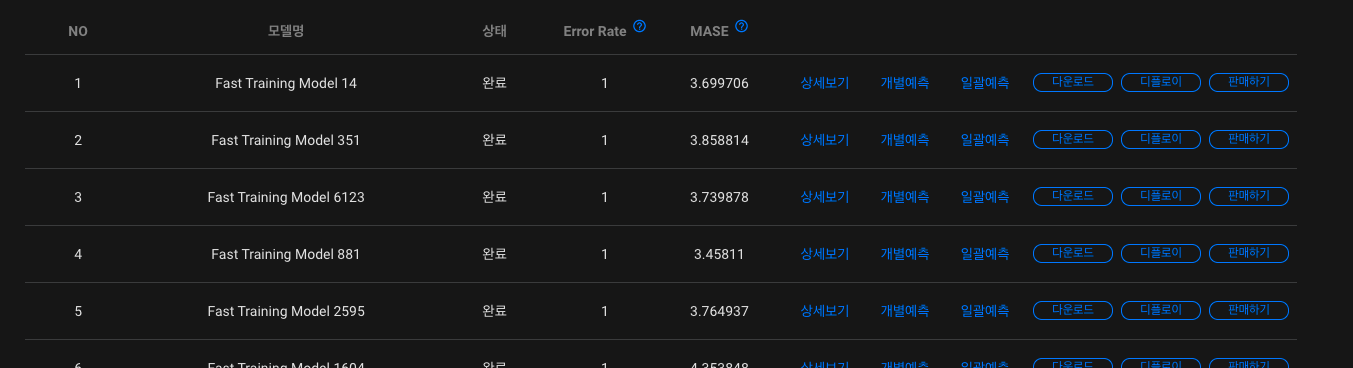 NO 모델명 상태 Error Rate ? MASE ?
1 Fast Training Model 14 완료 1 3.699706 상세보기 개별예측 일괄예측 다운로드 디플로이 판매하기
2 Fast Training Model 351 완료 1 3.858814 상세보기 개별예측 일괄예측 다운로드 디플로이 판매하기
3 Fast Training Model 6123 완료 1 3.739878 상세보기 개별예측 일괄예측 다운로드 디플로이 판매하기
4 Fast Training Model 881 완료 1 3.45811 상세보기 개별예측 일괄예측 다운로드 디플로이 판매하기
5 Fast Training Model 2595 완료 1 3.764937 상세보기 개별예측 일괄예측 다운로드 디플로이 판매하기
6 Fast Training Model 1604 완료 1 4.353848 상세보기 개별예측 일괄예측 다운로드 디플로이 판매하기